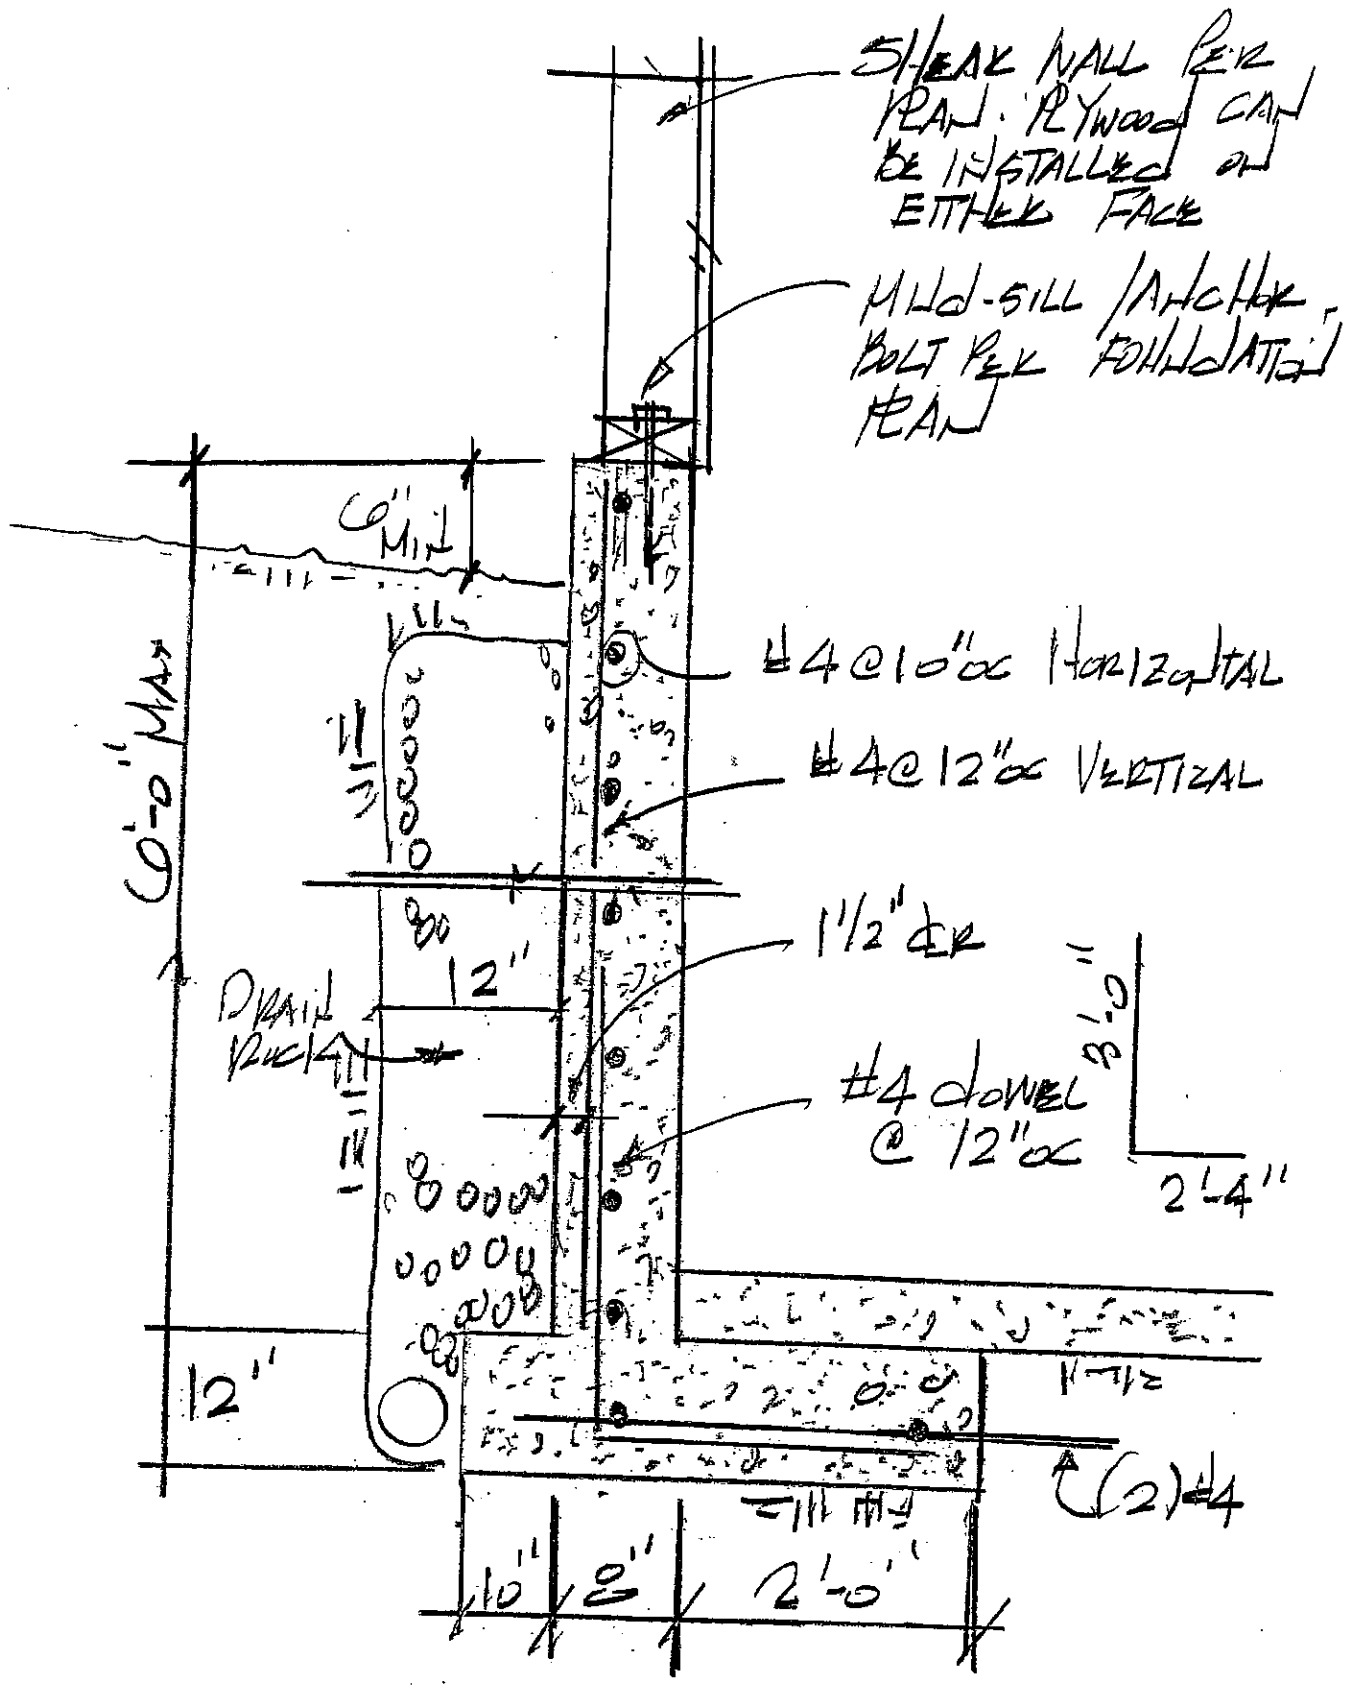 SHEAR WALL PER
PLAN. PLYWOOD CAN
BE INSTALLED ON
EITHER FACE
MUD-SILL / ANCHOR
BOLT PER FOUNDATION
PLAN
6"
MIN
6'-0" MAX
#4 @ 10" OC HORIZONTAL
#4 @ 12" OC VERTICAL
1 1/2" CLR
12"
DRAIN
ROCK
#4 DOWEL
@ 12" OC
3'-0"
2'-4"
12"
(2) #4
10" 8" 2'-0"